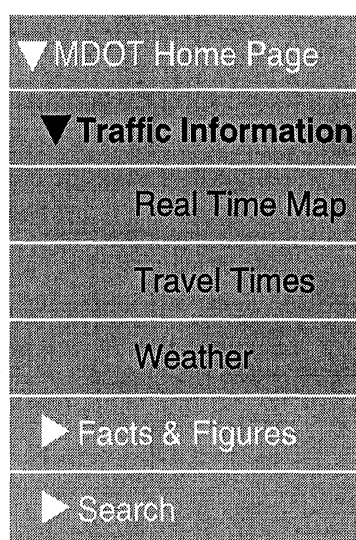 MDOT Home Page
Traffic Information
Real Time Map
Travel Times
Weather
Facts & Figures
Search